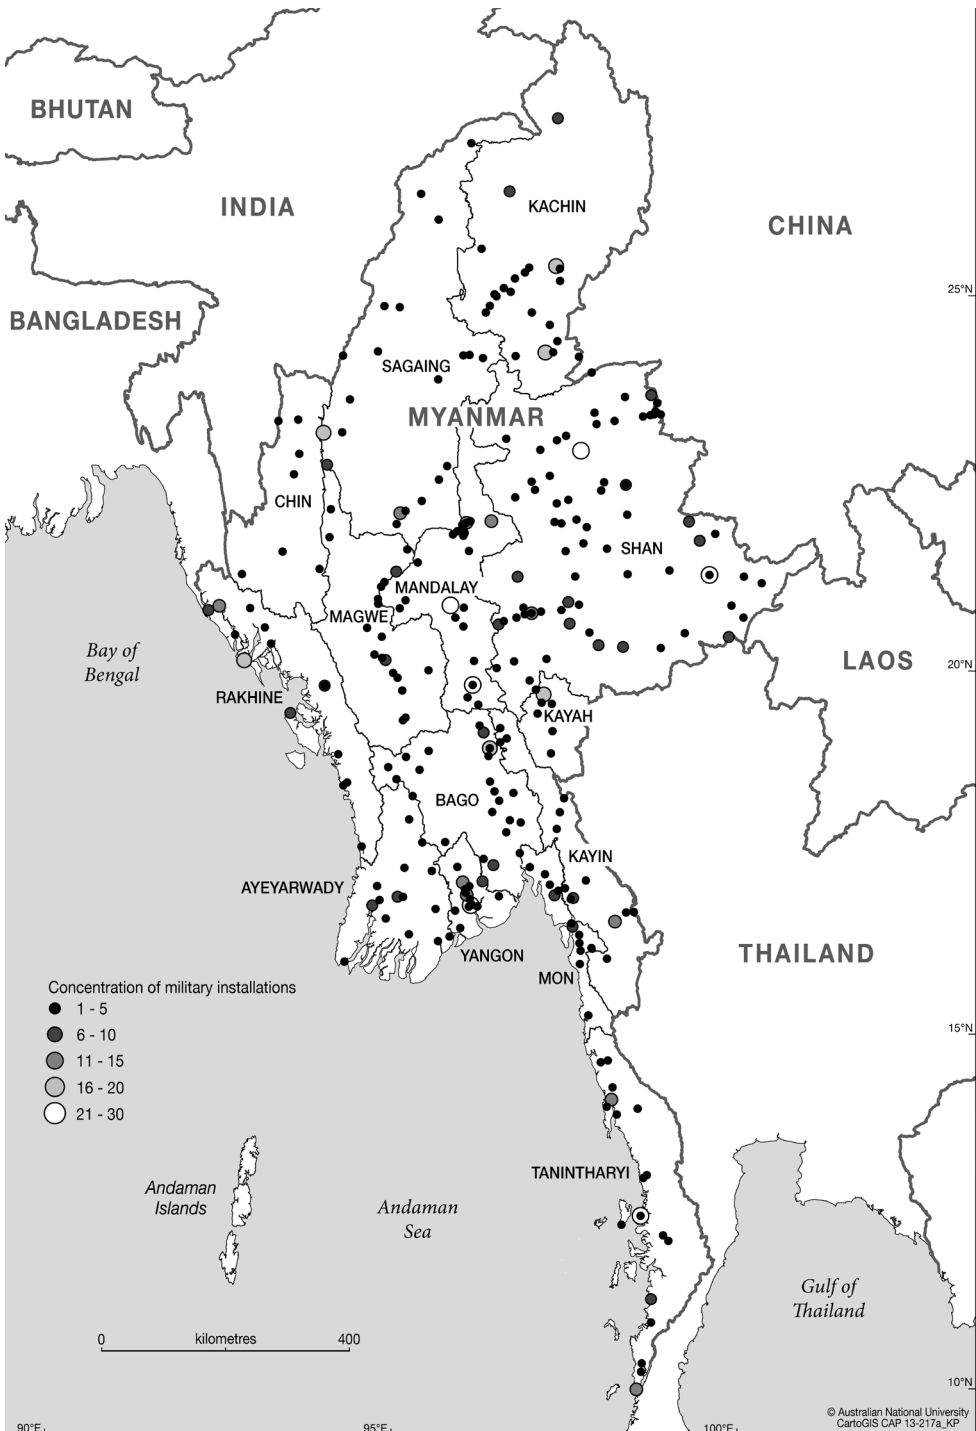 BHUTAN
INDIA
KACHIN
CHINA
25°N
BANGLADESH
SAGAING
MYANMAR
CHIN
SHAN
MANDALAY
MAGWE
Bay of
Bengal
LAOS
20°N
RAKHINE
KAYAH
BAGO
KAYIN
AYEYARWADY
YANGON
THAILAND
MON
Concentration of military installations
1 - 5
6 - 10
11 - 15
16 - 20
21 - 30
15°N
TANINTHARYI
Andaman
Islands
Andaman
Sea
Gulf of
Thailand
0 kilometres 400
10°N
© Australian National University
CartoGIS CAP 13-217a_KP
90°E 95°E 100°E